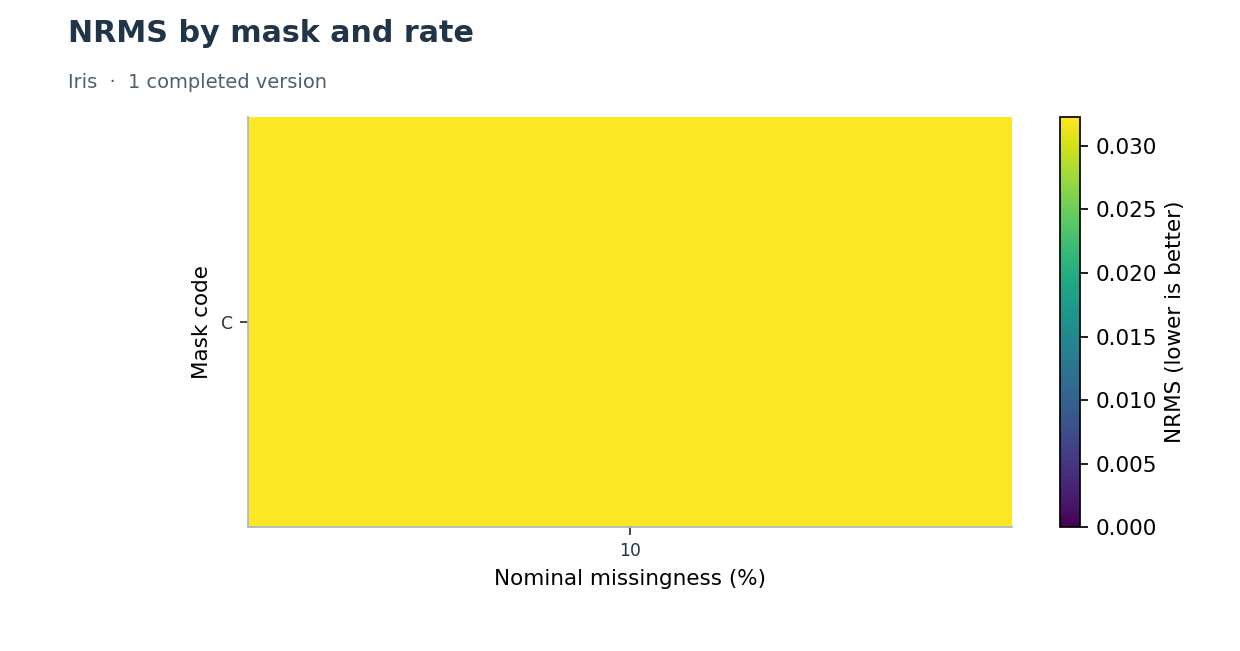 NRMS by mask and rate
Iris · 1 completed version
Mask code
C
10
Nominal missingness (%)
0.030
0.025
0.020
0.015
0.010
0.005
0.000
NRMS (lower is better)